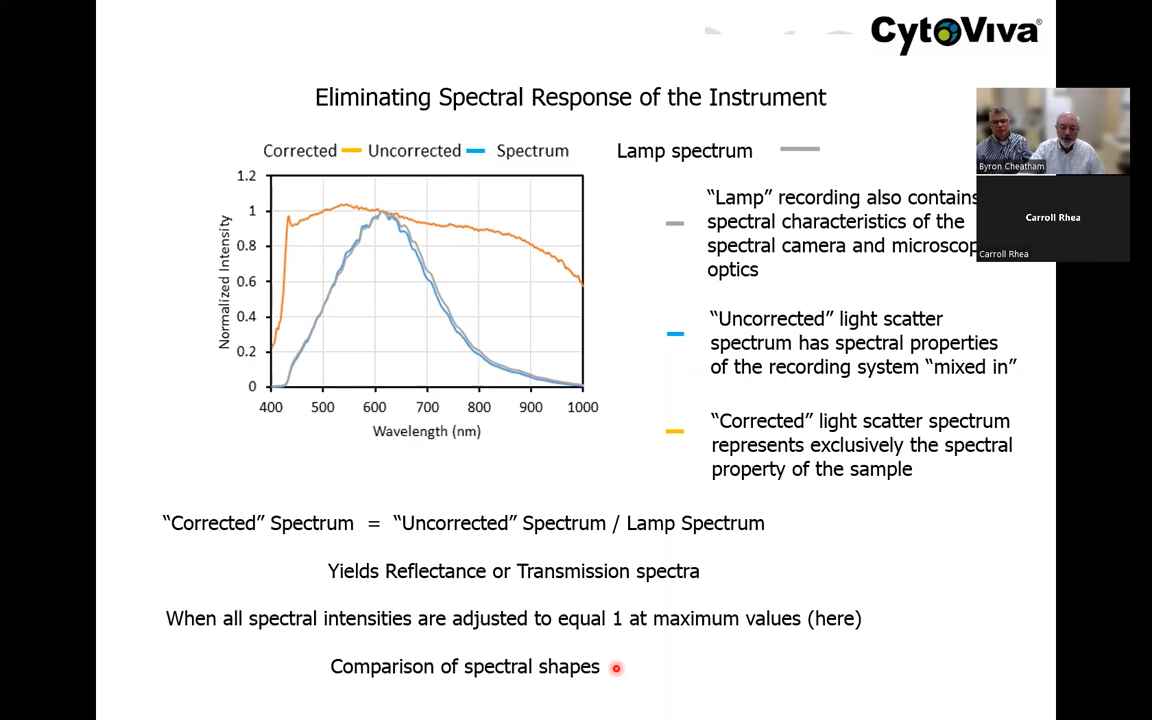 CytoViva®
Eliminating Spectral Response of the Instrument
Corrected Uncorrected Spectrum
Lamp spectrum
1.2
1
0.8
0.6
0.4
0.2
0
Normalized Intensity
400 500 600 700 800 900 1000
Wavelength (nm)
“Lamp” recording also contains
spectral characteristics of the
spectral camera and microscop
optics
“Uncorrected” light scatter
spectrum has spectral properties
of the recording system “mixed in”
“Corrected” light scatter spectrum
represents exclusively the spectral
property of the sample
“Corrected” Spectrum = “Uncorrected” Spectrum / Lamp Spectrum
Yields Reflectance or Transmission spectra
When all spectral intensities are adjusted to equal 1 at maximum values (here)
Comparison of spectral shapes
Byron Cheatham
Carroll Rhea
Carroll Rhea